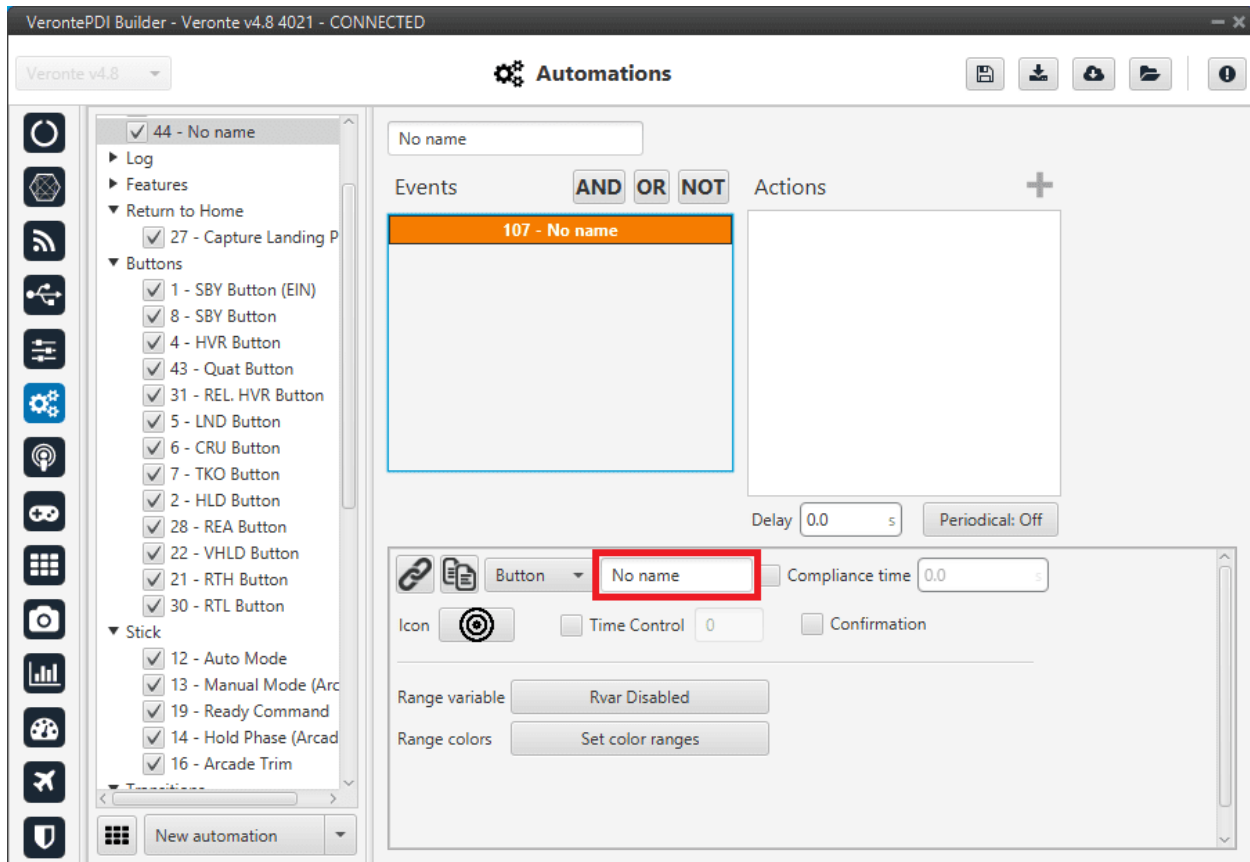 VerontePDI Builder - Veronte v4.8 4021 - CONNECTED
Veronte v4.8
Automations
44 - No name
Log
Features
Return to Home
27 - Capture Landing P
Buttons
1 - SBY Button (EIN)
8 - SBY Button
4 - HVR Button
43 - Quat Button
31 - REL. HVR Button
5 - LND Button
6 - CRU Button
7 - TKO Button
2 - HLD Button
28 - REA Button
22 - VHLD Button
21 - RTH Button
30 - RTL Button
Stick
12 - Auto Mode
13 - Manual Mode (Arc
19 - Ready Command
14 - Hold Phase (Arcad
16 - Arcade Trim
New automation
No name
Events AND OR NOT Actions
107 - No name
Delay 0.0 s Periodical: Off
Button No name Compliance time 0.0 s
Icon Time Control 0 Confirmation
Range variable Rvar Disabled
Range colors Set color ranges